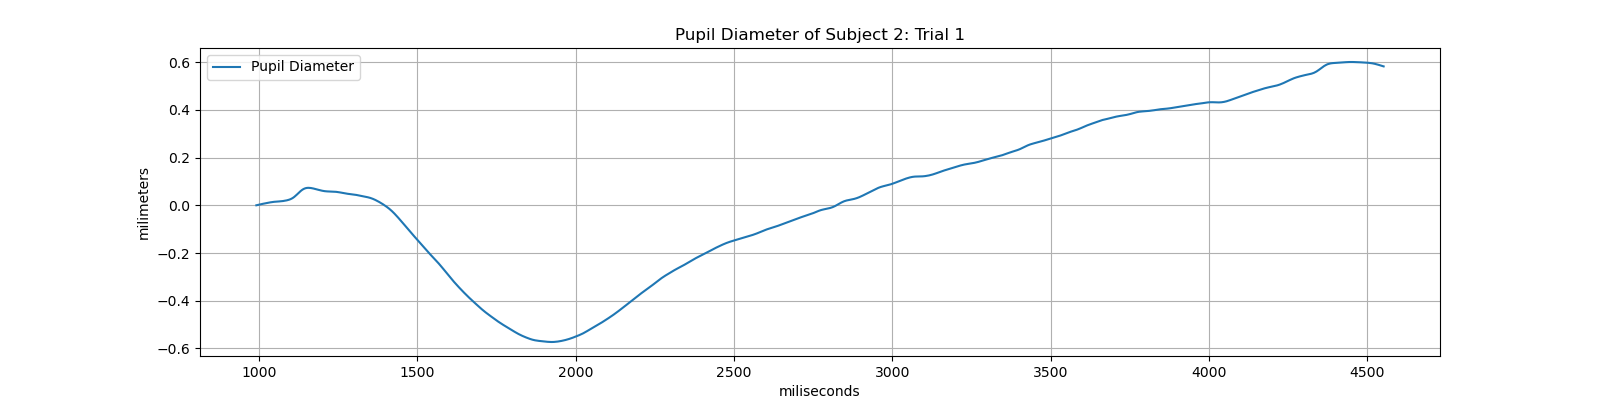 Pupil Diameter of Subject 2: Trial 1
Pupil Diameter
0.6
0.4
0.2
0.0
−0.2
−0.4
−0.6
milimeters
1000 1500 2000 2500 3000 3500 4000 4500
miliseconds